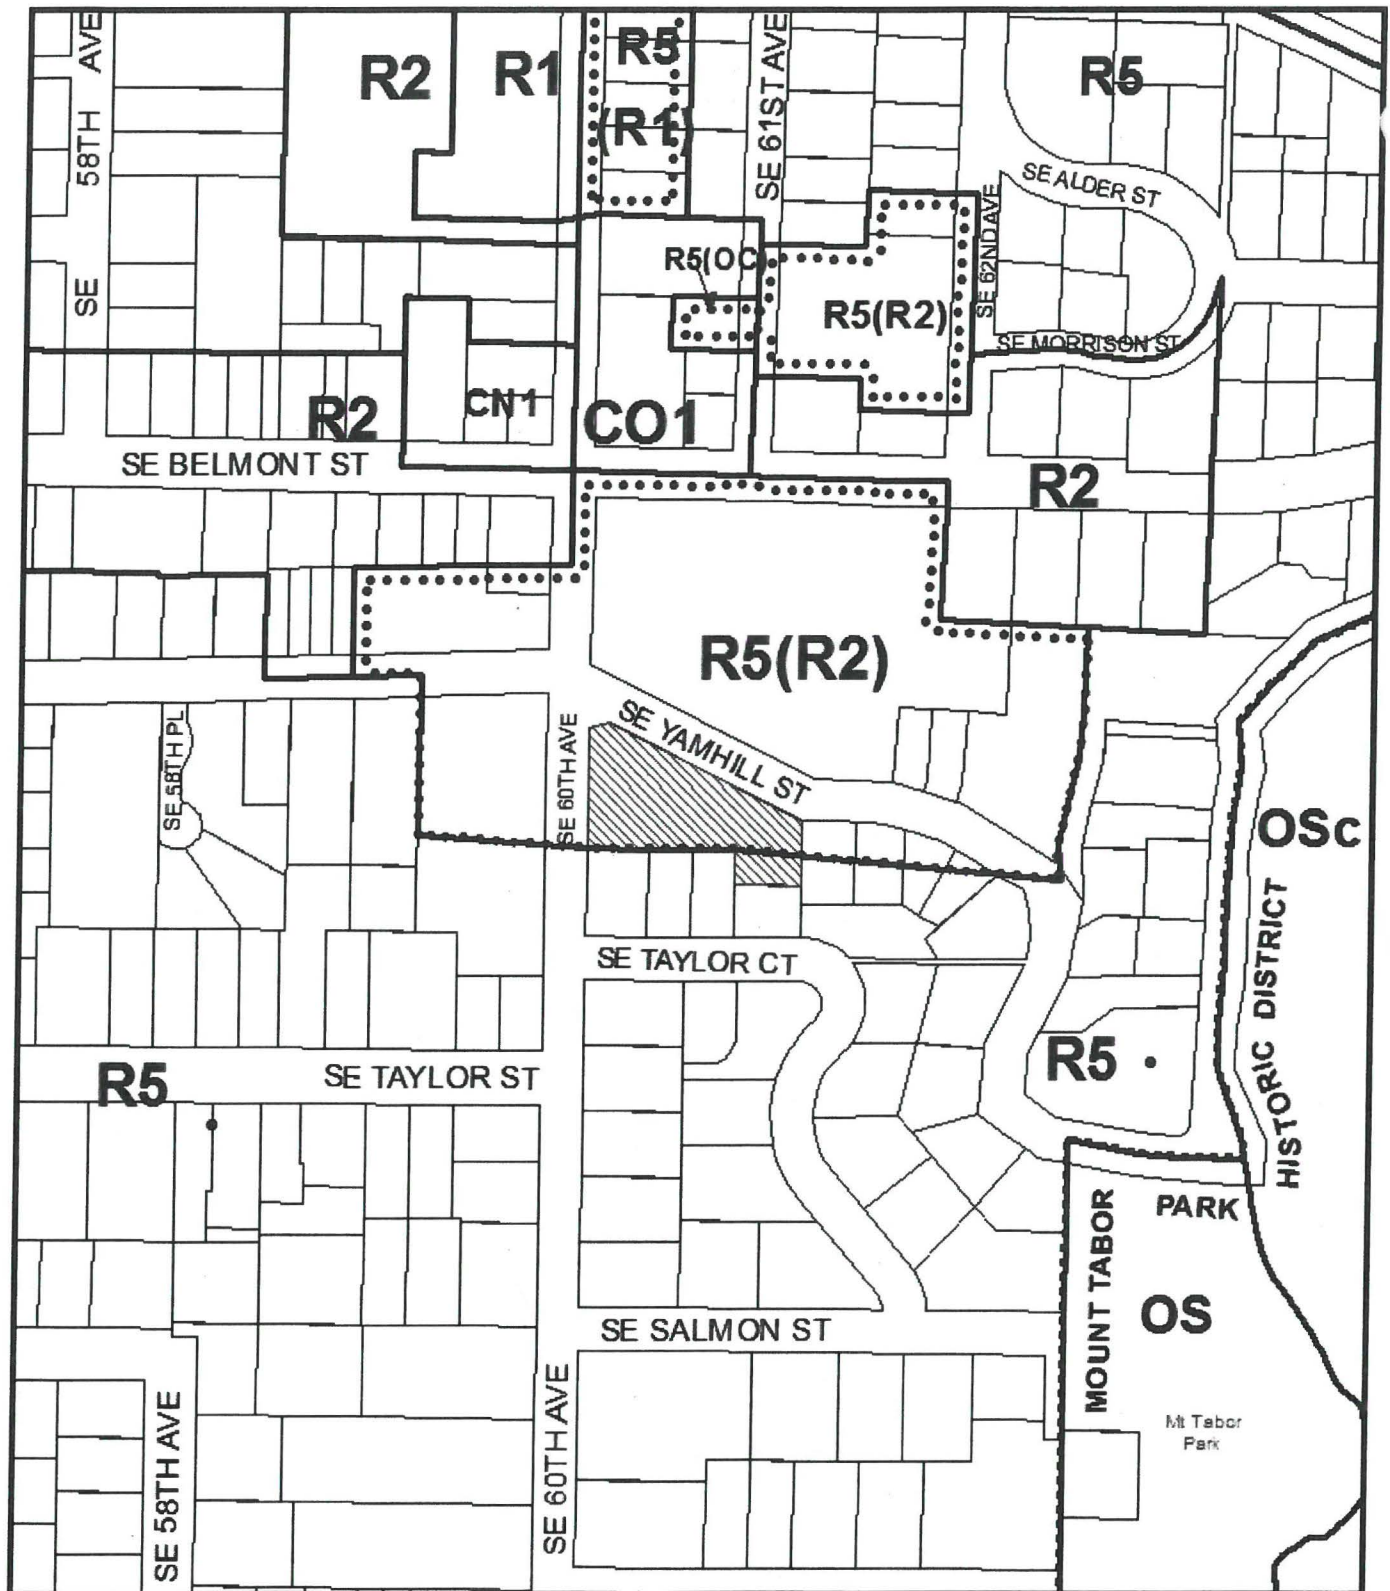 SE 58TH AVE
R2
R1
R5
(R1)
SE 61ST AVE
R5
SE ALDER ST
SE 62ND AVE
R5(OC)
R5(R2)
SE MORRISON ST
R2
CN1
CO1
SE BELMONT ST
R2
R5(R2)
SE YAMHILL ST
SE 58TH PL
SE 60TH AVE
OSc
HISTORIC DISTRICT
SE TAYLOR CT
R5
SE TAYLOR ST
R5
PARK
MOUNT TABOR
OS
SE SALMON ST
SE 58TH AVE
SE 60TH AVE
Mt Tabor
Park